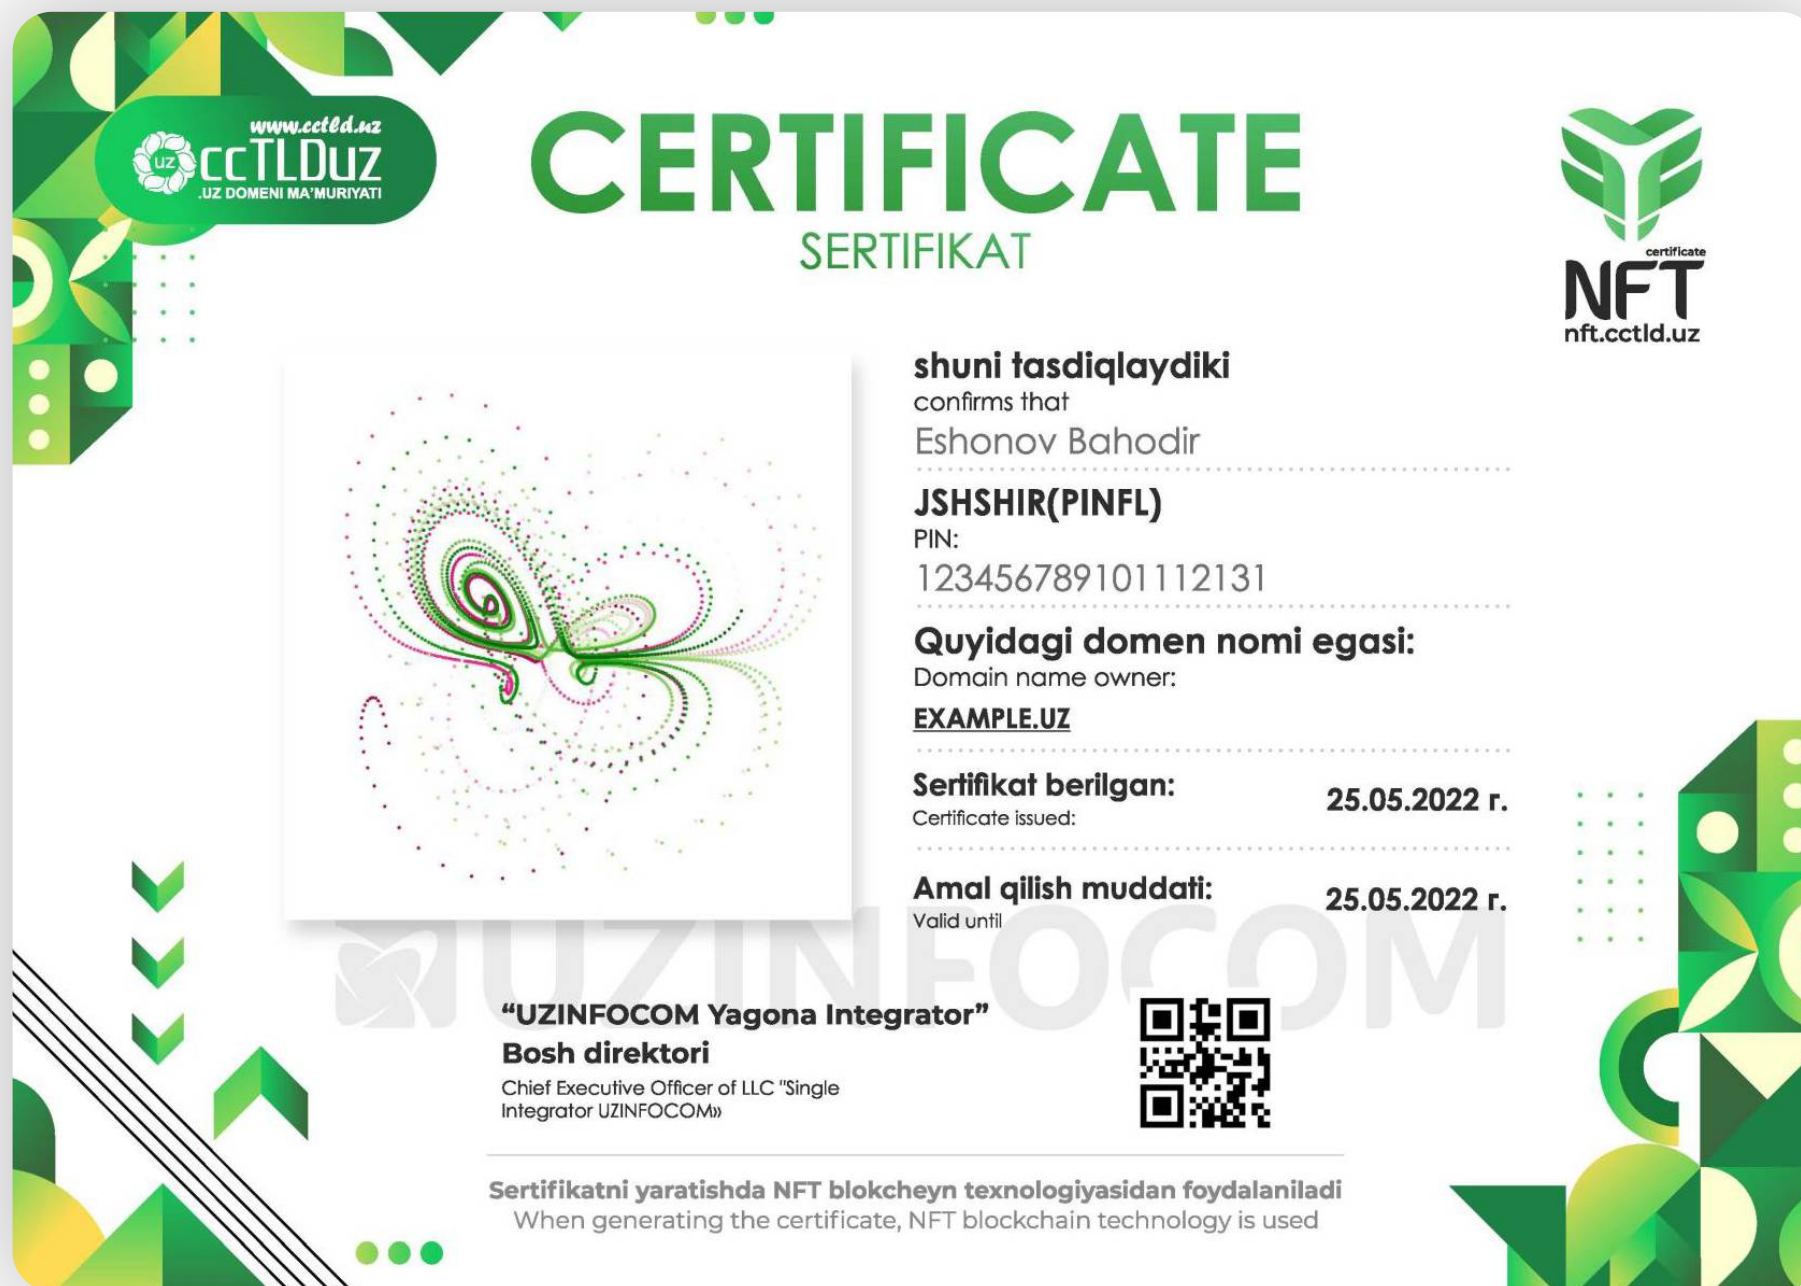 www.cctld.uz
uz
ccTLDuz
.UZ DOMENI MA'MURIYATI
CERTIFICATE
SERTIFIKAT
certificate
NFT
nft.cctld.uz
shuni tasdiqlaydiki
confirms that
Eshonov Bahodir
JSHSHIR(PINFL)
PIN:
123456789101112131
Quyidagi domen nomi egasi:
Domain name owner:
EXAMPLE.UZ
Sertifikat berilgan:
25.05.2022 г.
Certificate issued:
Amal qilish muddati:
25.05.2022 г.
Valid until
UZINFOCOM
“UZINFOCOM Yagona Integrator”
Bosh direktori
Chief Executive Officer of LLC "Single
Integrator UZINFOCOM»
Sertifikatni yaratishda NFT blokcheyn texnologiyasidan foydalaniladi
When generating the certificate, NFT blockchain technology is used